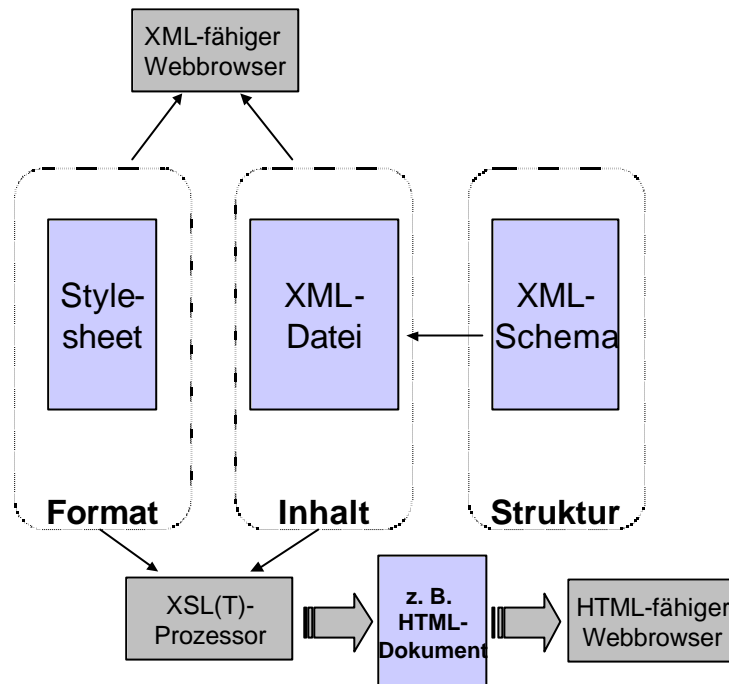 XML-fähiger
Webbrowser
Style-
sheet
XML-
Datei
XML-
Schema
Format
Inhalt
Struktur
XSL(T)-
Prozessor
z. B.
HTML-
Dokument
HTML-fähiger
Webbrowser